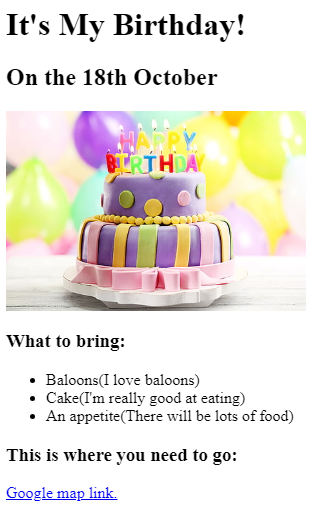 It's My Birthday!
On the 18th October
HAPPY
BIRTHDAY
What to bring:
Baloons(I love baloons)
Cake(I'm really good at eating)
An appetite(There will be lots of food)
This is where you need to go:
Google map link.